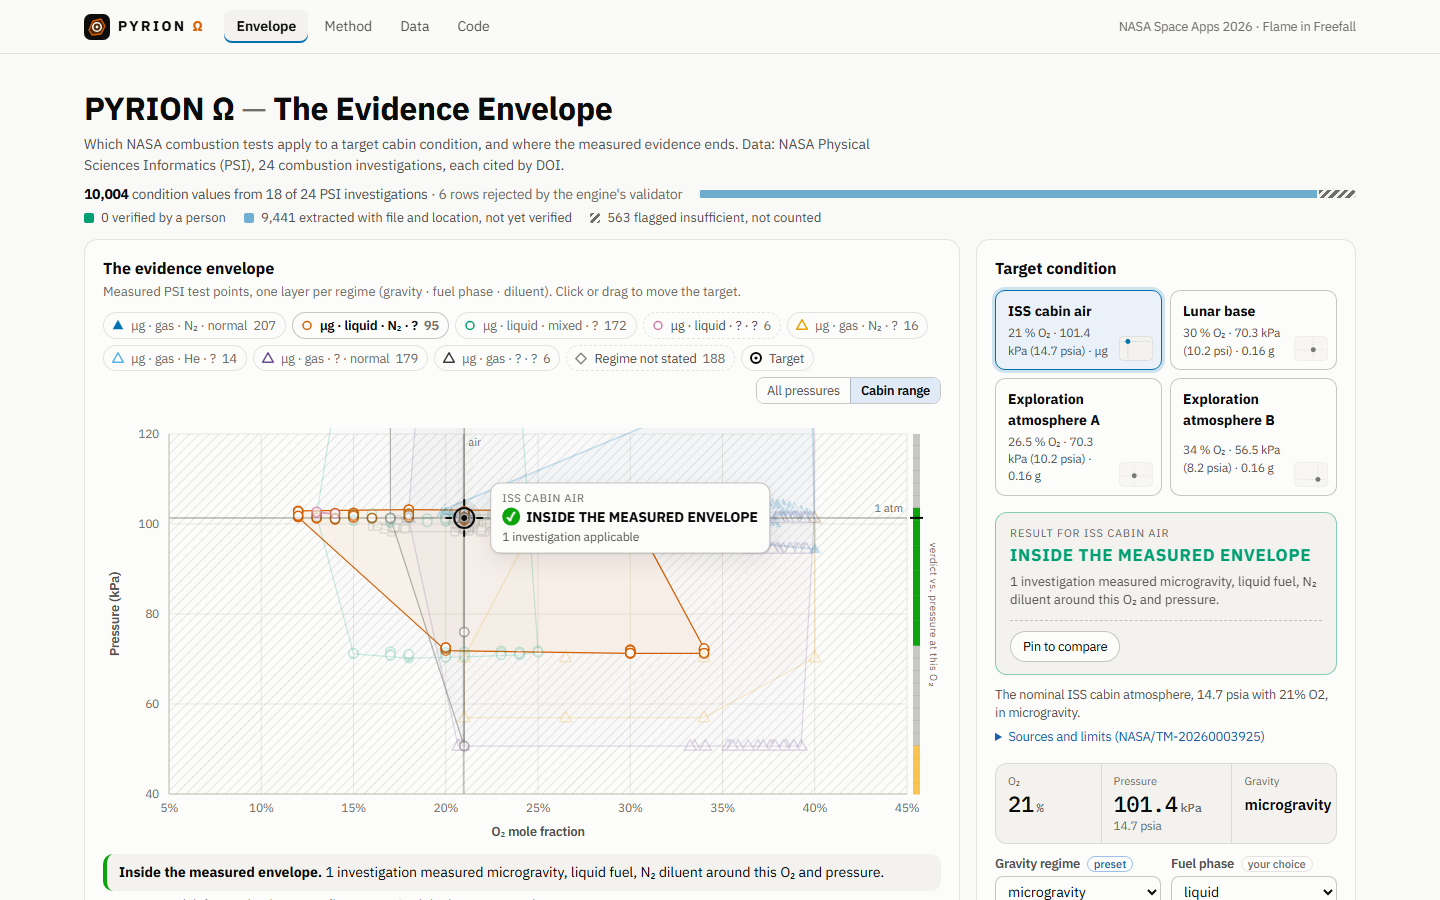 PYRION Ω
Envelope
Method
Data
Code
NASA Space Apps 2026 · Flame in Freefall
PYRION Ω — The Evidence Envelope
Which NASA combustion tests apply to a target cabin condition, and where the measured evidence ends. Data: NASA Physical
Sciences Informatics (PSI), 24 combustion investigations, each cited by DOI.
10,004 condition values from 18 of 24 PSI investigations · 6 rows rejected by the engine's validator
0 verified by a person
9,441 extracted with file and location, not yet verified
563 flagged insufficient, not counted
The evidence envelope
Measured PSI test points, one layer per regime (gravity · fuel phase · diluent). Click or drag to move the target.
µg · gas · N₂ · normal 207
µg · liquid · N₂ · ? 95
µg · liquid · mixed · ? 172
µg · liquid · ? · ? 6
µg · gas · N₂ · ? 16
µg · gas · He · ? 14
µg · gas · ? · normal 179
µg · gas · ? · ? 6
Regime not stated 188
Target
All pressures
Cabin range
120
100
80
60
40
Pressure (kPa)
air
1 atm
ISS CABIN AIR
INSIDE THE MEASURED ENVELOPE
1 investigation applicable
verdict vs. pressure at this O₂
5%
10%
15%
20%
25%
30%
35%
40%
45%
O₂ mole fraction
Inside the measured envelope. 1 investigation measured microgravity, liquid fuel, N₂ diluent around this O₂ and pressure.
Target condition
ISS cabin air
21 % O₂ · 101.4
kPa (14.7 psia) · µg
Lunar base
30 % O₂ · 70.3 kPa
(10.2 psi) · 0.16 g
Exploration
atmosphere A
26.5 % O₂ · 70.3
kPa (10.2 psia) ·
0.16 g
Exploration
atmosphere B
34 % O₂ · 56.5 kPa
(8.2 psia) · 0.16 g
RESULT FOR ISS CABIN AIR
INSIDE THE MEASURED ENVELOPE
1 investigation measured microgravity, liquid fuel, N₂
diluent around this O₂ and pressure.
Pin to compare
The nominal ISS cabin atmosphere, 14.7 psia with 21% O2,
in microgravity.
Sources and limits (NASA/TM-20260003925)
O₂
21 %
Pressure
101.4 kPa
14.7 psia
Gravity
microgravity
Gravity regime
preset
microgravity
Fuel phase
your choice
liquid